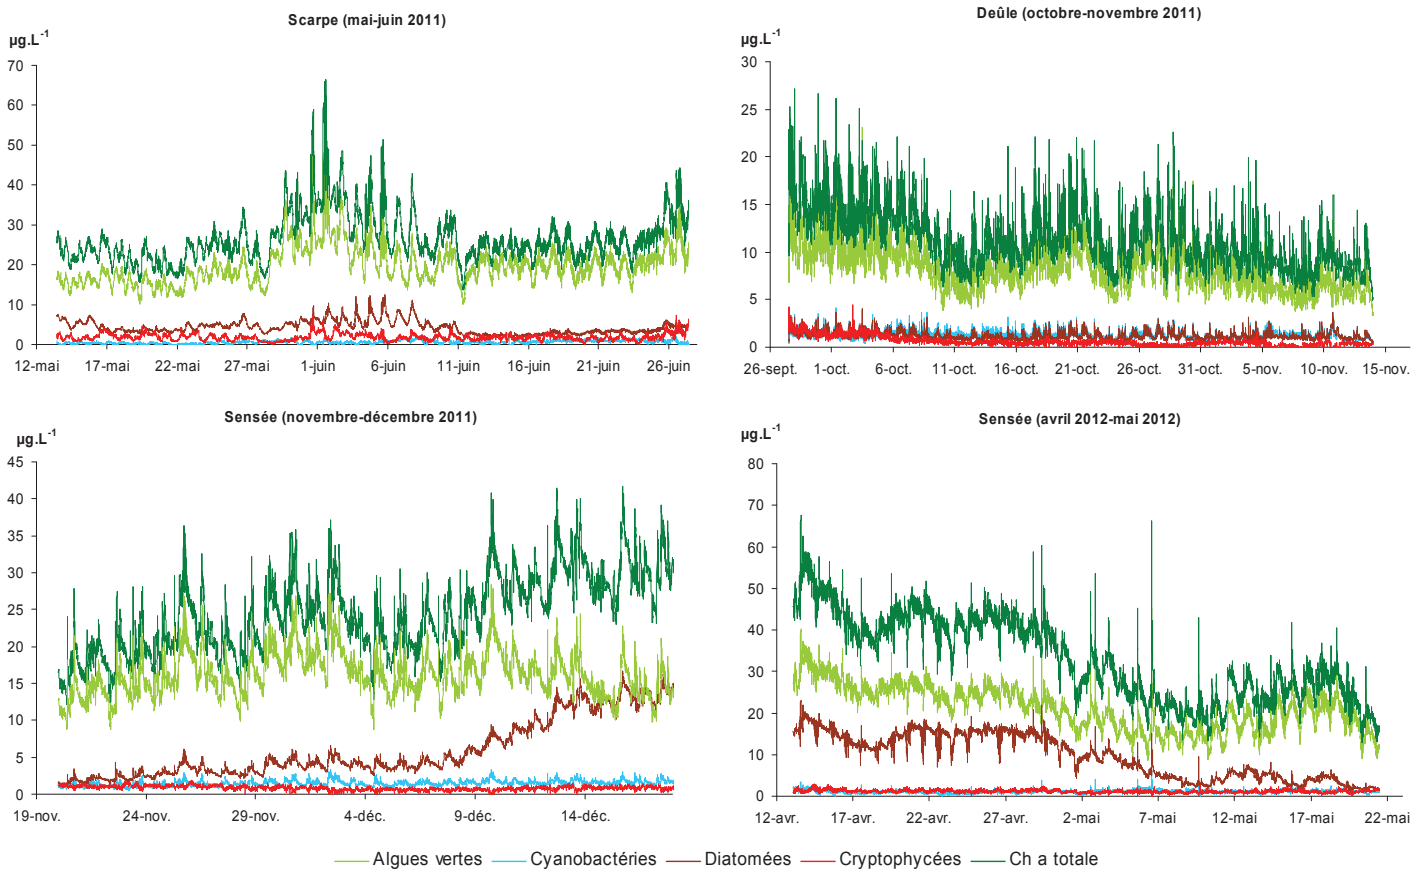 Scarpe (mai-juin 2011)
µg.L-1
70
60
50
40
30
20
10
0
12-mai 17-mai 22-mai 27-mai 1-juin 6-juin 11-juin 16-juin 21-juin 26-juin
Deûle (octobre-novembre 2011)
µg.L-1
30
25
20
15
10
5
0
26-sept. 1-oct. 6-oct. 11-oct. 16-oct. 21-oct. 26-oct. 31-oct. 5-nov. 10-nov. 15-nov.
Sensée (novembre-décembre 2011)
µg.L-1
45
40
35
30
25
20
15
10
5
0
19-nov. 24-nov. 29-nov. 4-déc. 9-déc. 14-déc.
Sensée (avril 2012-mai 2012)
µg.L-1
80
70
60
50
40
30
20
10
0
12-avr. 17-avr. 22-avr. 27-avr. 2-mai 7-mai 12-mai 17-mai 22-mai
Algues vertes Cyanobactéries Diatomées Cryptophycées Ch a totale